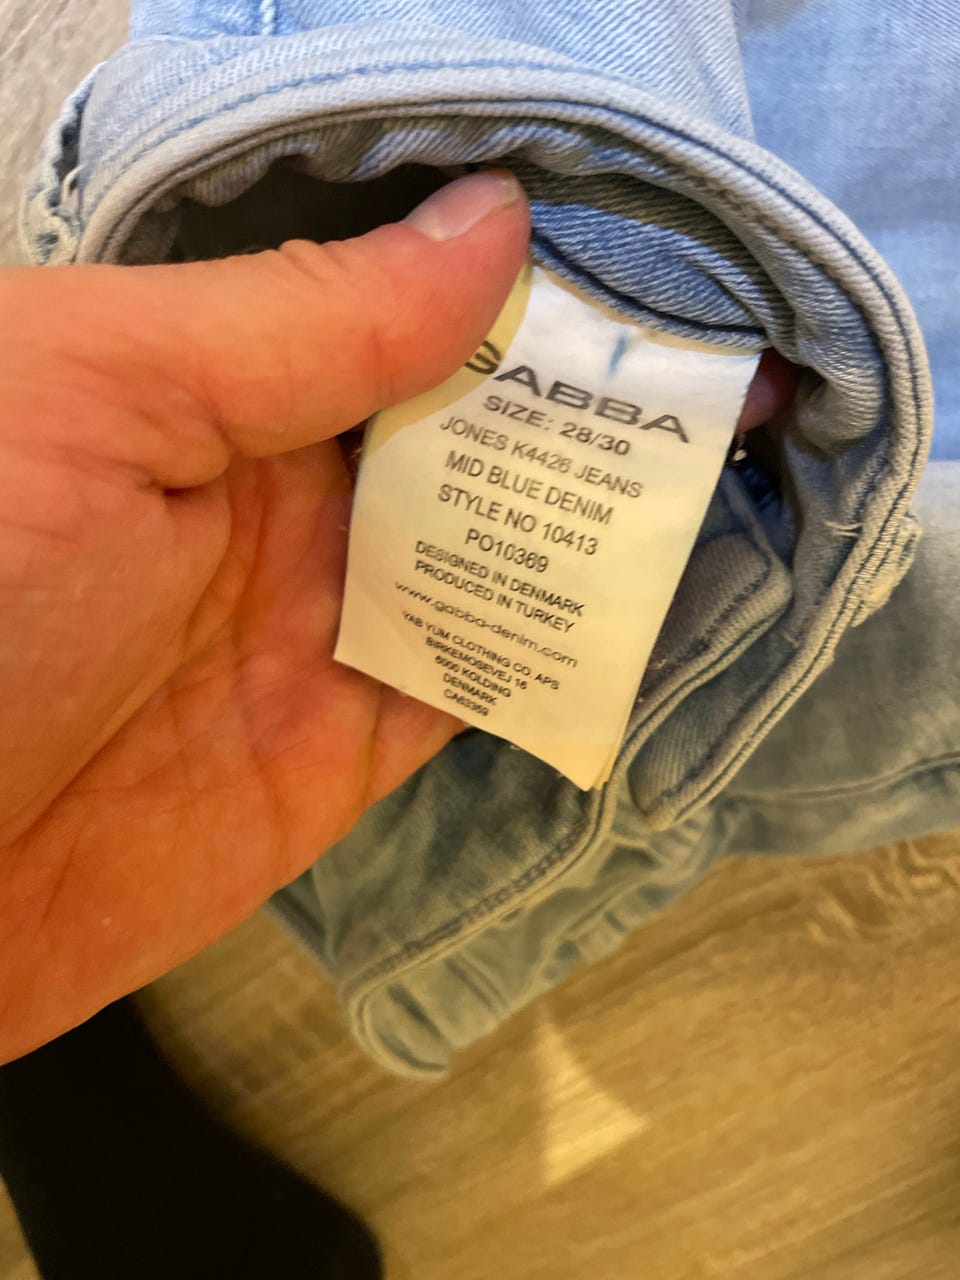 GABBA
SIZE: 28/30
JONES K4426 JEANS
MID BLUE DENIM
STYLE NO 10413
PO10369
DESIGNED IN DENMARK
PRODUCED IN TURKEY
www.gabba-denim.com
YAB YUM CLOTHING CO. APS
BIRKEMOSEVEJ 16
6000 KOLDING
DENMARK
CA63369